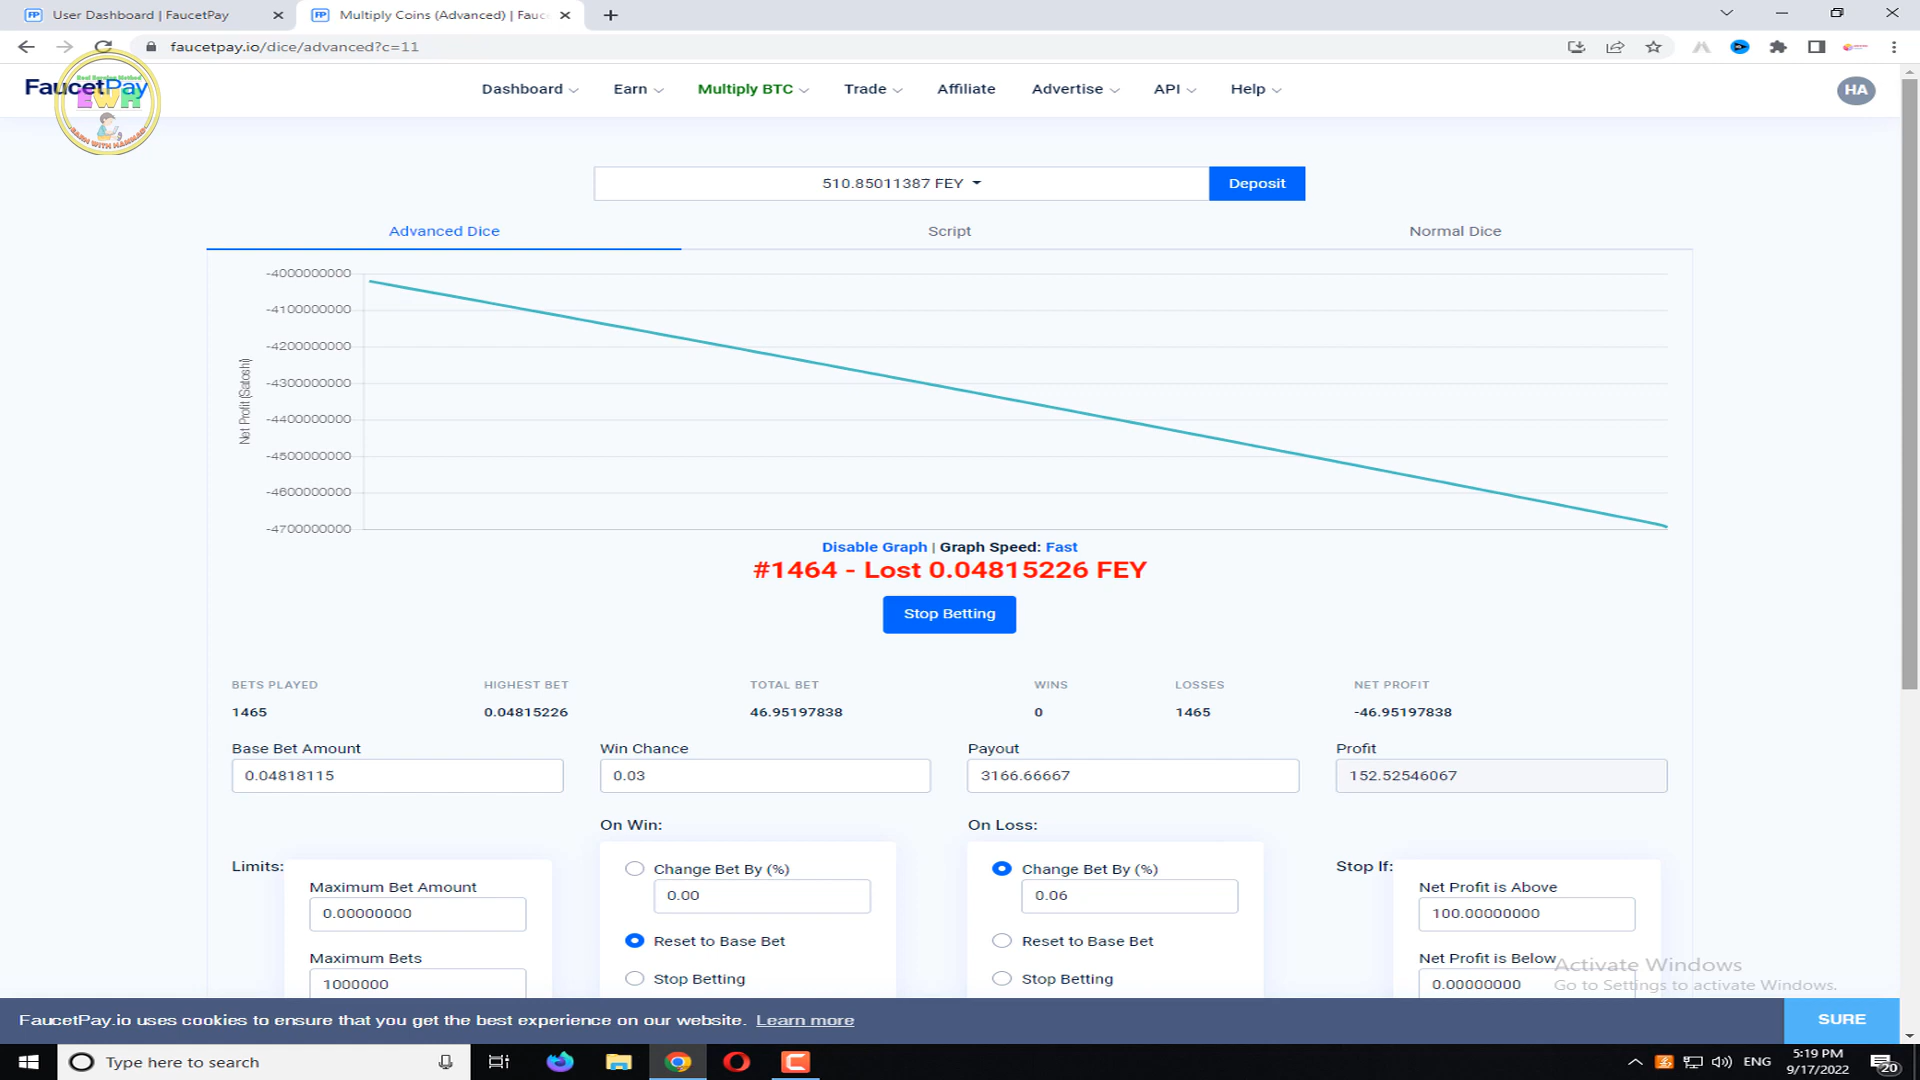 User Dashboard | FaucetPay
Multiply Coins (Advanced) | Fauc
faucetpay.io/dice/advanced?c=11
FaucetPay
Real Earning Method
EWH
EARN WITH HAMMAD
Dashboard
Earn
Multiply BTC
Trade
Affiliate
Advertise
API
Help
HA
510.85011387 FEY
Deposit
Advanced Dice
Script
Normal Dice
Net Profit (Satoshi)
-4000000000
-4100000000
-4200000000
-4300000000
-4400000000
-4500000000
-4600000000
-4700000000
Disable Graph | Graph Speed: Fast
#1464 - Lost 0.04815226 FEY
Stop Betting
BETS PLAYED
HIGHEST BET
TOTAL BET
WINS
LOSSES
NET PROFIT
1465
0.04815226
46.95197838
0
1465
-46.95197838
Base Bet Amount
Win Chance
Payout
Profit
0.04818115
0.03
3166.66667
152.52546067
On Win:
On Loss:
Limits:
Maximum Bet Amount
0.00000000
Maximum Bets
1000000
Change Bet By (%)
0.00
Reset to Base Bet
Stop Betting
Change Bet By (%)
0.06
Reset to Base Bet
Stop Betting
Stop If:
Net Profit is Above
100.00000000
Net Profit is Below
0.00000000
Activate Windows
Go to Settings to activate Windows.
FaucetPay.io uses cookies to ensure that you get the best experience on our website. Learn more
SURE
Type here to search
ENG
5:19 PM
9/17/2022
20